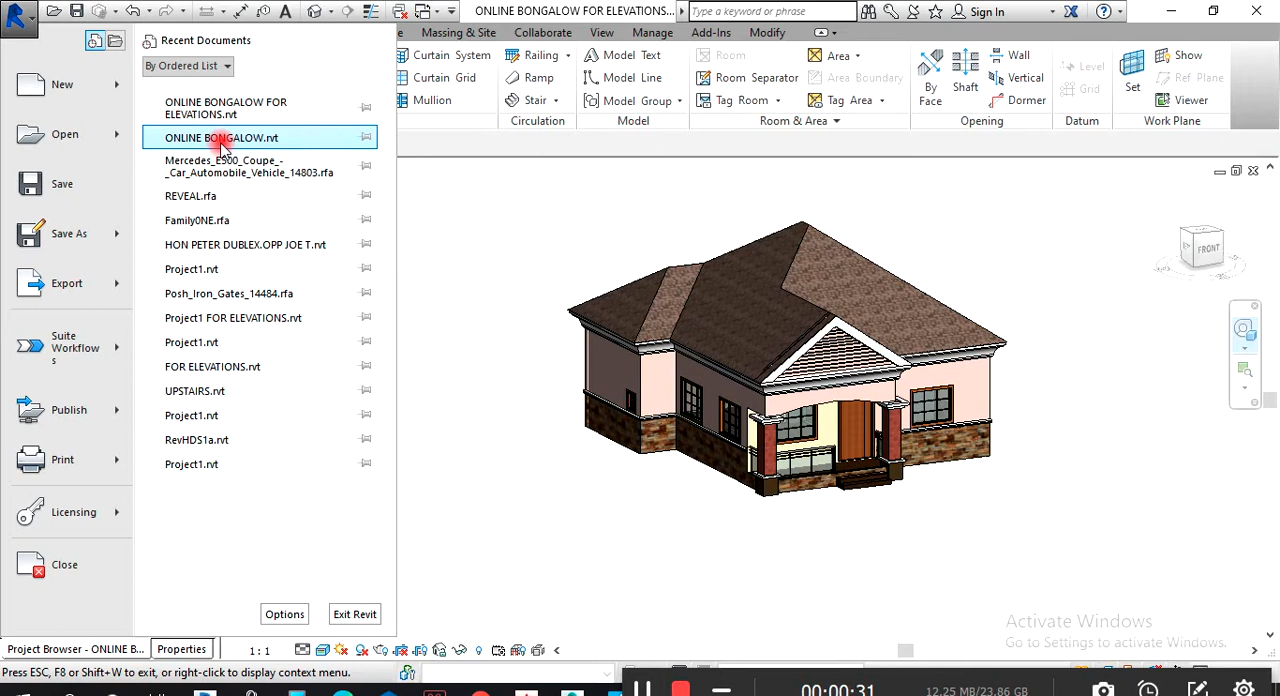 ONLINE BONGALOW FOR ELEVATIONS...
Type a keyword or phrase
Sign In
Massing & Site
Collaborate
View
Manage
Add-Ins
Modify
Curtain System
Curtain Grid
Mullion
Railing
Ramp
Stair
Circulation
Model Text
Model Line
Model Group
Model
Room
Room Separator
Tag Room
Area
Area Boundary
Tag Area
Room & Area
By Face
Shaft
Wall
Vertical
Dormer
Opening
Level
Grid
Datum
Set
Show
Ref Plane
Viewer
Work Plane
New
Open
Save
Save As
Export
Suite
Workflow
s
Publish
Print
Licensing
Close
Recent Documents
By Ordered List
ONLINE BONGALOW FOR
ELEVATIONS.rvt
ONLINE BONGALOW.rvt
Mercedes_E500_Coupe_-
_Car_Automobile_Vehicle_14803.rfa
REVEAL.rfa
Family0NE.rfa
HON PETER DUBLEX.OPP JOE T.rvt
Project1.rvt
Posh_Iron_Gates_14484.rvt
Project1 FOR ELEVATIONS.rvt
Project1.rvt
FOR ELEVATIONS.rvt
UPSTAIRS.rvt
Project1.rvt
RevHDS1a.rvt
Project1.rvt
Options
Exit Revit
FRONT
Activate Windows
Go to Settings to activate Windows.
Project Browser - ONLINE B...
Properties
1 : 1
Press ESC, F8 or Shift+W to exit, or right-click to display context menu.
00:00:31
12.25 MB/23.86 GB